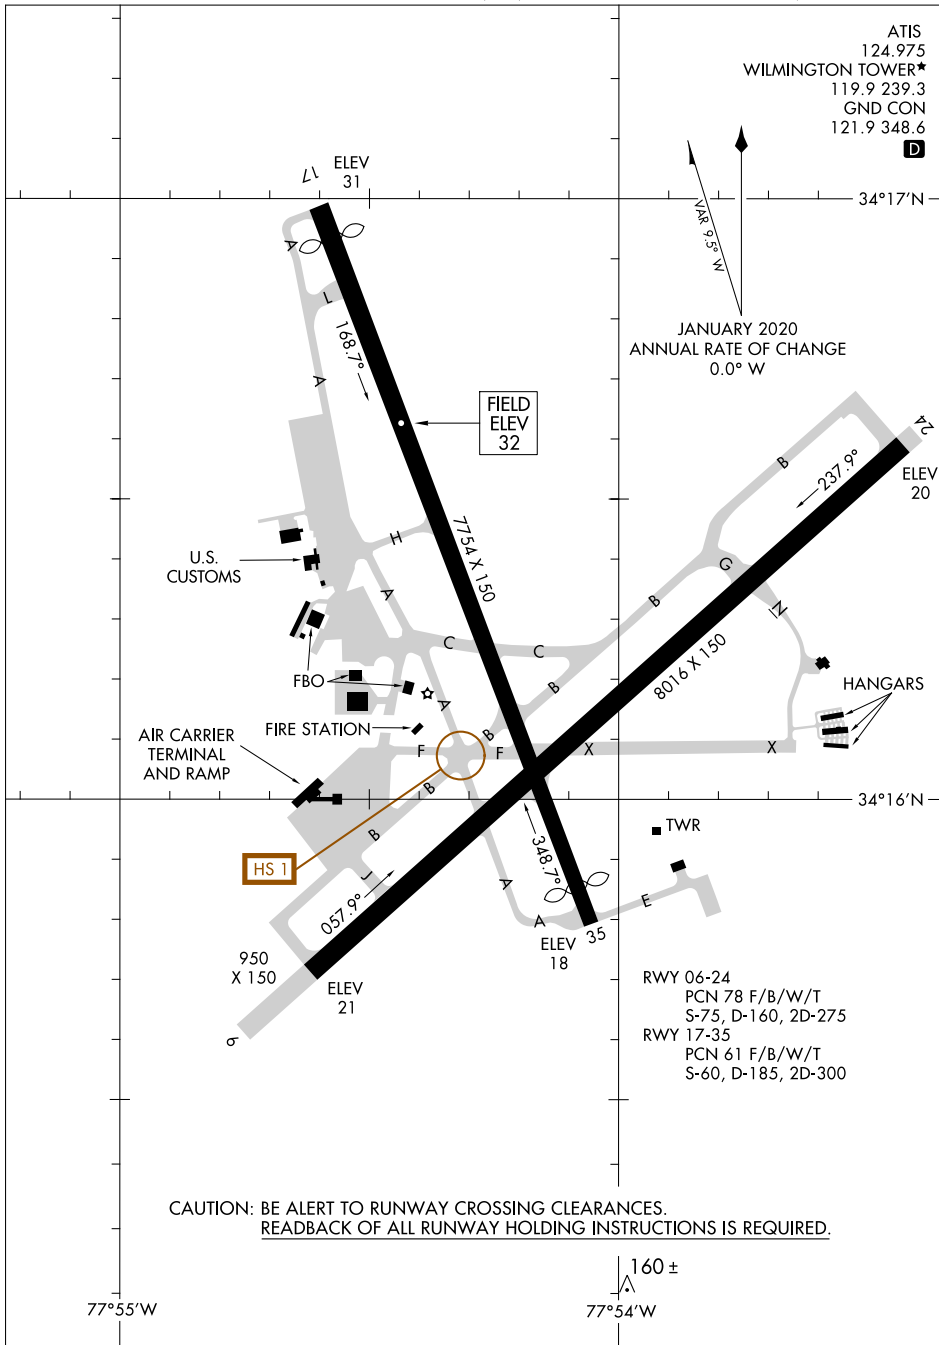 ATIS
124.975
WILMINGTON TOWER★
119.9 239.3
GND CON
121.9 348.6
D
17
ELEV
31
34°17'N
VAR 9.5° W
JANUARY 2020
ANNUAL RATE OF CHANGE
0.0° W
A
L
168.7°
A
FIELD
ELEV
32
24
ELEV
20
B
237.9°
7754 X 150
H
U.S.
CUSTOMS
A
G
N
B
C
C
8016 X 150
FBO
B
HANGARS
A
FIRE STATION
B
AIR CARRIER
TERMINAL
AND RAMP
F
F
X
X
B
34°16'N
TWR
B
HS 1
348.7°
J
A
E
057.9°
A
35
ELEV
18
950
X 150
ELEV
21
6
RWY 06-24
PCN 78 F/B/W/T
S-75, D-160, 2D-275
RWY 17-35
PCN 61 F/B/W/T
S-60, D-185, 2D-300
CAUTION: BE ALERT TO RUNWAY CROSSING CLEARANCES.
READBACK OF ALL RUNWAY HOLDING INSTRUCTIONS IS REQUIRED.
160 ±
77°55'W
77°54'W